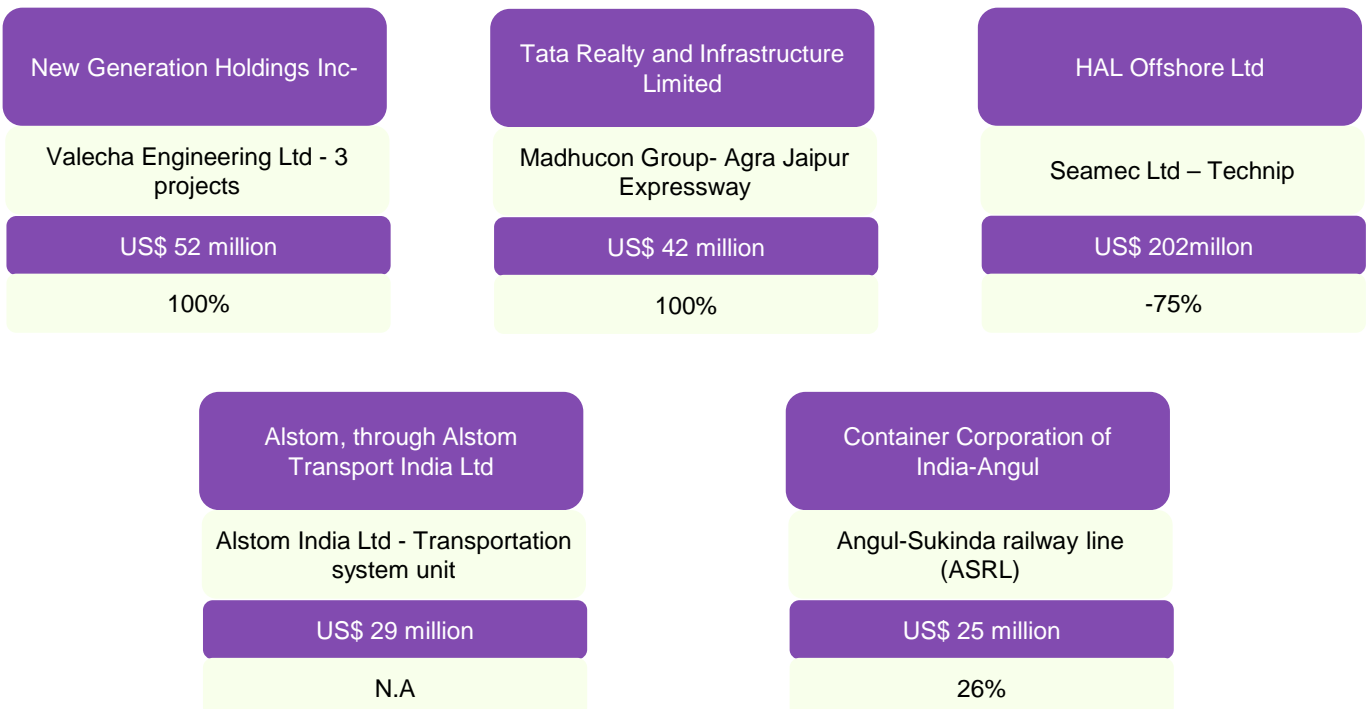 New Generation Holdings Inc-
Valecha Engineering Ltd - 3
projects
US$ 52 million
100%
Tata Realty and Infrastructure
Limited
Madhucon Group- Agra Jaipur
Expressway
US$ 42 million
100%
HAL Offshore Ltd
Seamec Ltd – Technip
US$ 202millon
-75%
Alstom, through Alstom
Transport India Ltd
Alstom India Ltd - Transportation
system unit
US$ 29 million
N.A
Container Corporation of
India-Angul
Angul-Sukinda railway line
(ASRL)
US$ 25 million
26%